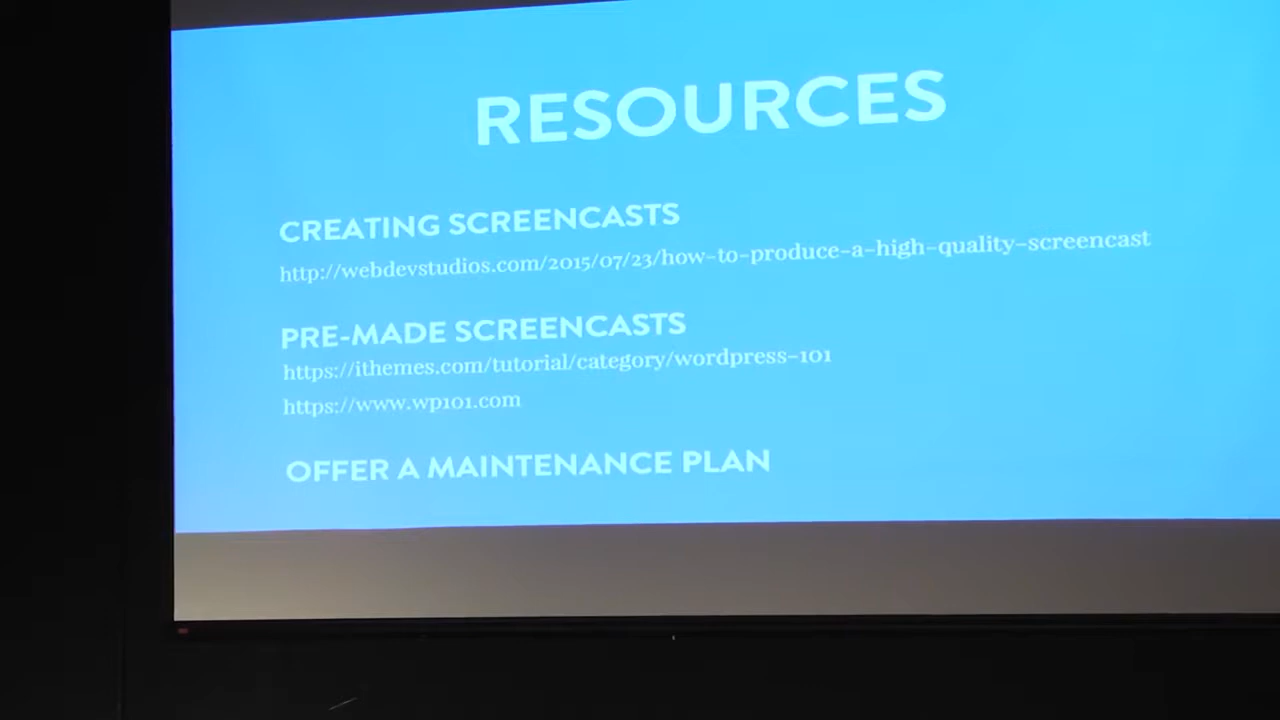 RESOURCES
CREATING SCREENCASTS
http://webdevstudios.com/2015/07/23/how-to-produce-a-high-quality-screencast
PRE-MADE SCREENCASTS
https://ithemes.com/tutorial/category/wordpress-101
https://www.wp101.com
OFFER A MAINTENANCE PLAN